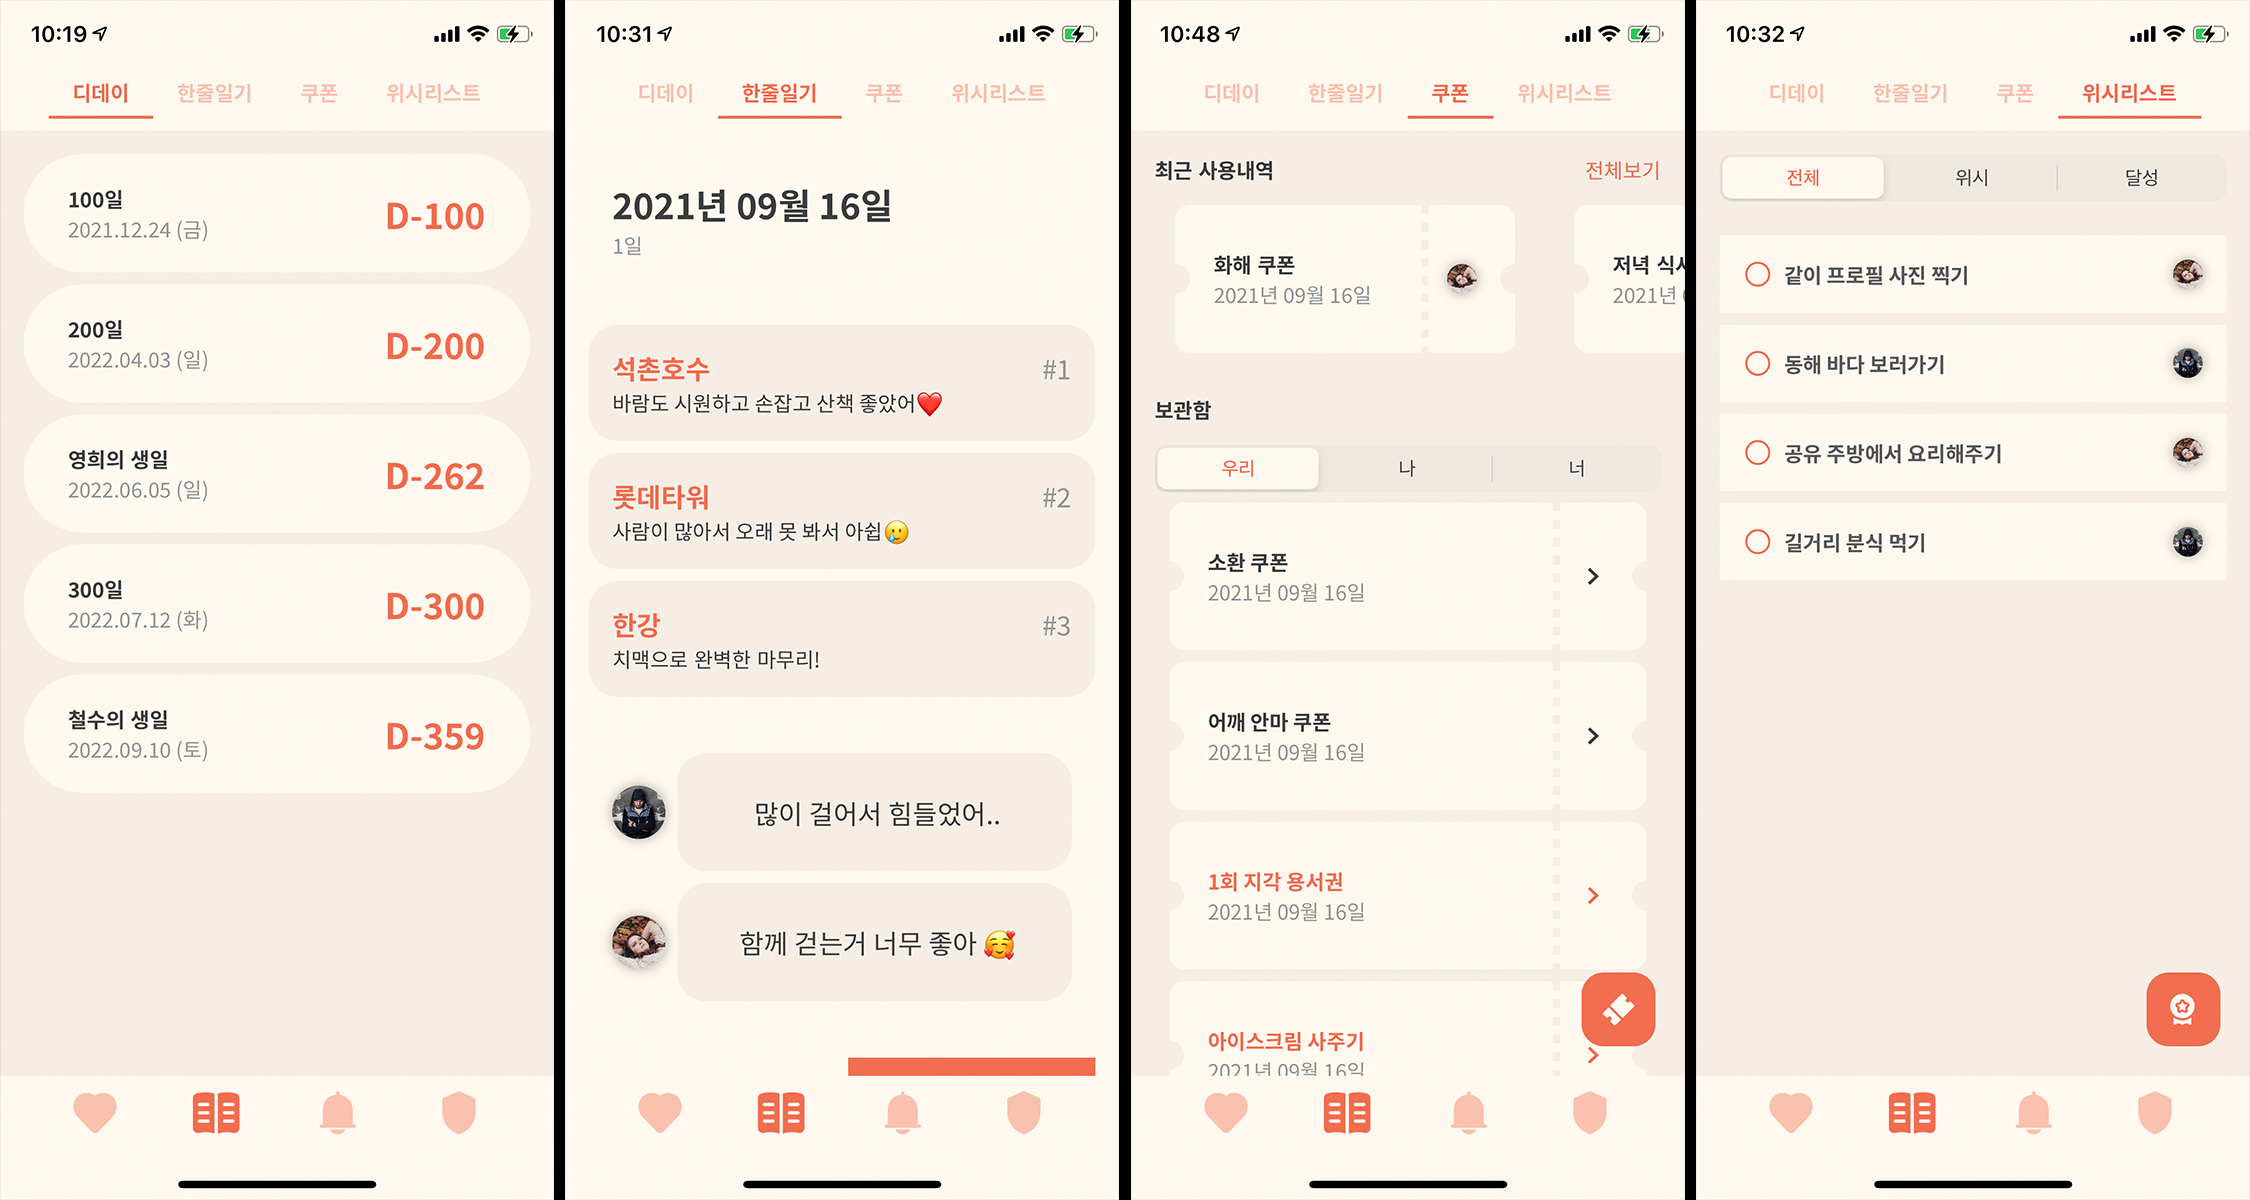 10:19
디데이 한줄일기 쿠폰 위시리스트
100일
2021.12.24 (금)
D-100
200일
2022.04.03 (일)
D-200
영희의 생일
2022.06.05 (일)
D-262
300일
2022.07.12 (화)
D-300
철수의 생일
2022.09.10 (토)
D-359
10:31
디데이 한줄일기 쿠폰 위시리스트
2021년 09월 16일
1일
석촌호수 #1
바람도 시원하고 손잡고 산책 좋았어❤️
롯데타워 #2
사람이 많아서 오래 못 봐서 아쉽🥲
한강 #3
치맥으로 완벽한 마무리!
많이 걸어서 힘들었어..
함께 걷는거 너무 좋아 🥰
10:48
디데이 한줄일기 쿠폰 위시리스트
최근 사용내역 전체보기
화해 쿠폰
2021년 09월 16일
저녁 식사
2021년
보관함
우리 나 너
소환 쿠폰
2021년 09월 16일
어깨 안마 쿠폰
2021년 09월 16일
1회 지각 용서권
2021년 09월 16일
아이스크림 사주기
2021년 09월 16일
10:32
디데이 한줄일기 쿠폰 위시리스트
전체 위시 달성
같이 프로필 사진 찍기
동해 바다 보러가기
공유 주방에서 요리해주기
길거리 분식 먹기